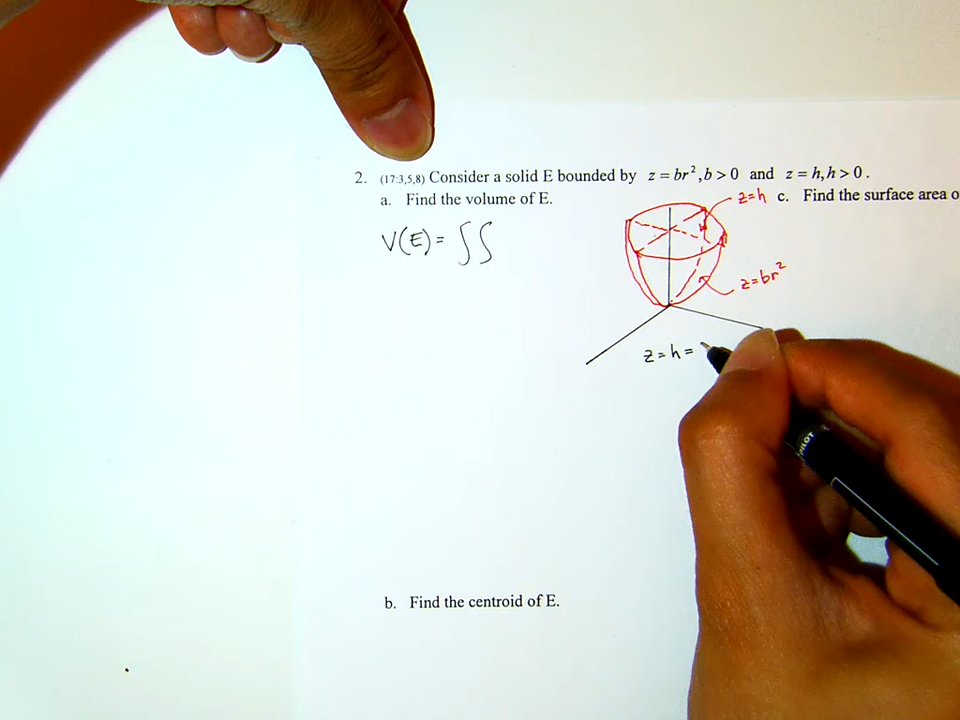 2. (17:3,5,8) Consider a solid E bounded by z = br², b > 0 and z = h, h > 0.
a. Find the volume of E.
z=h
c. Find the surface area o
V(E) = ∫∫
z=br²
z=h=
PILOT
b. Find the centroid of E.